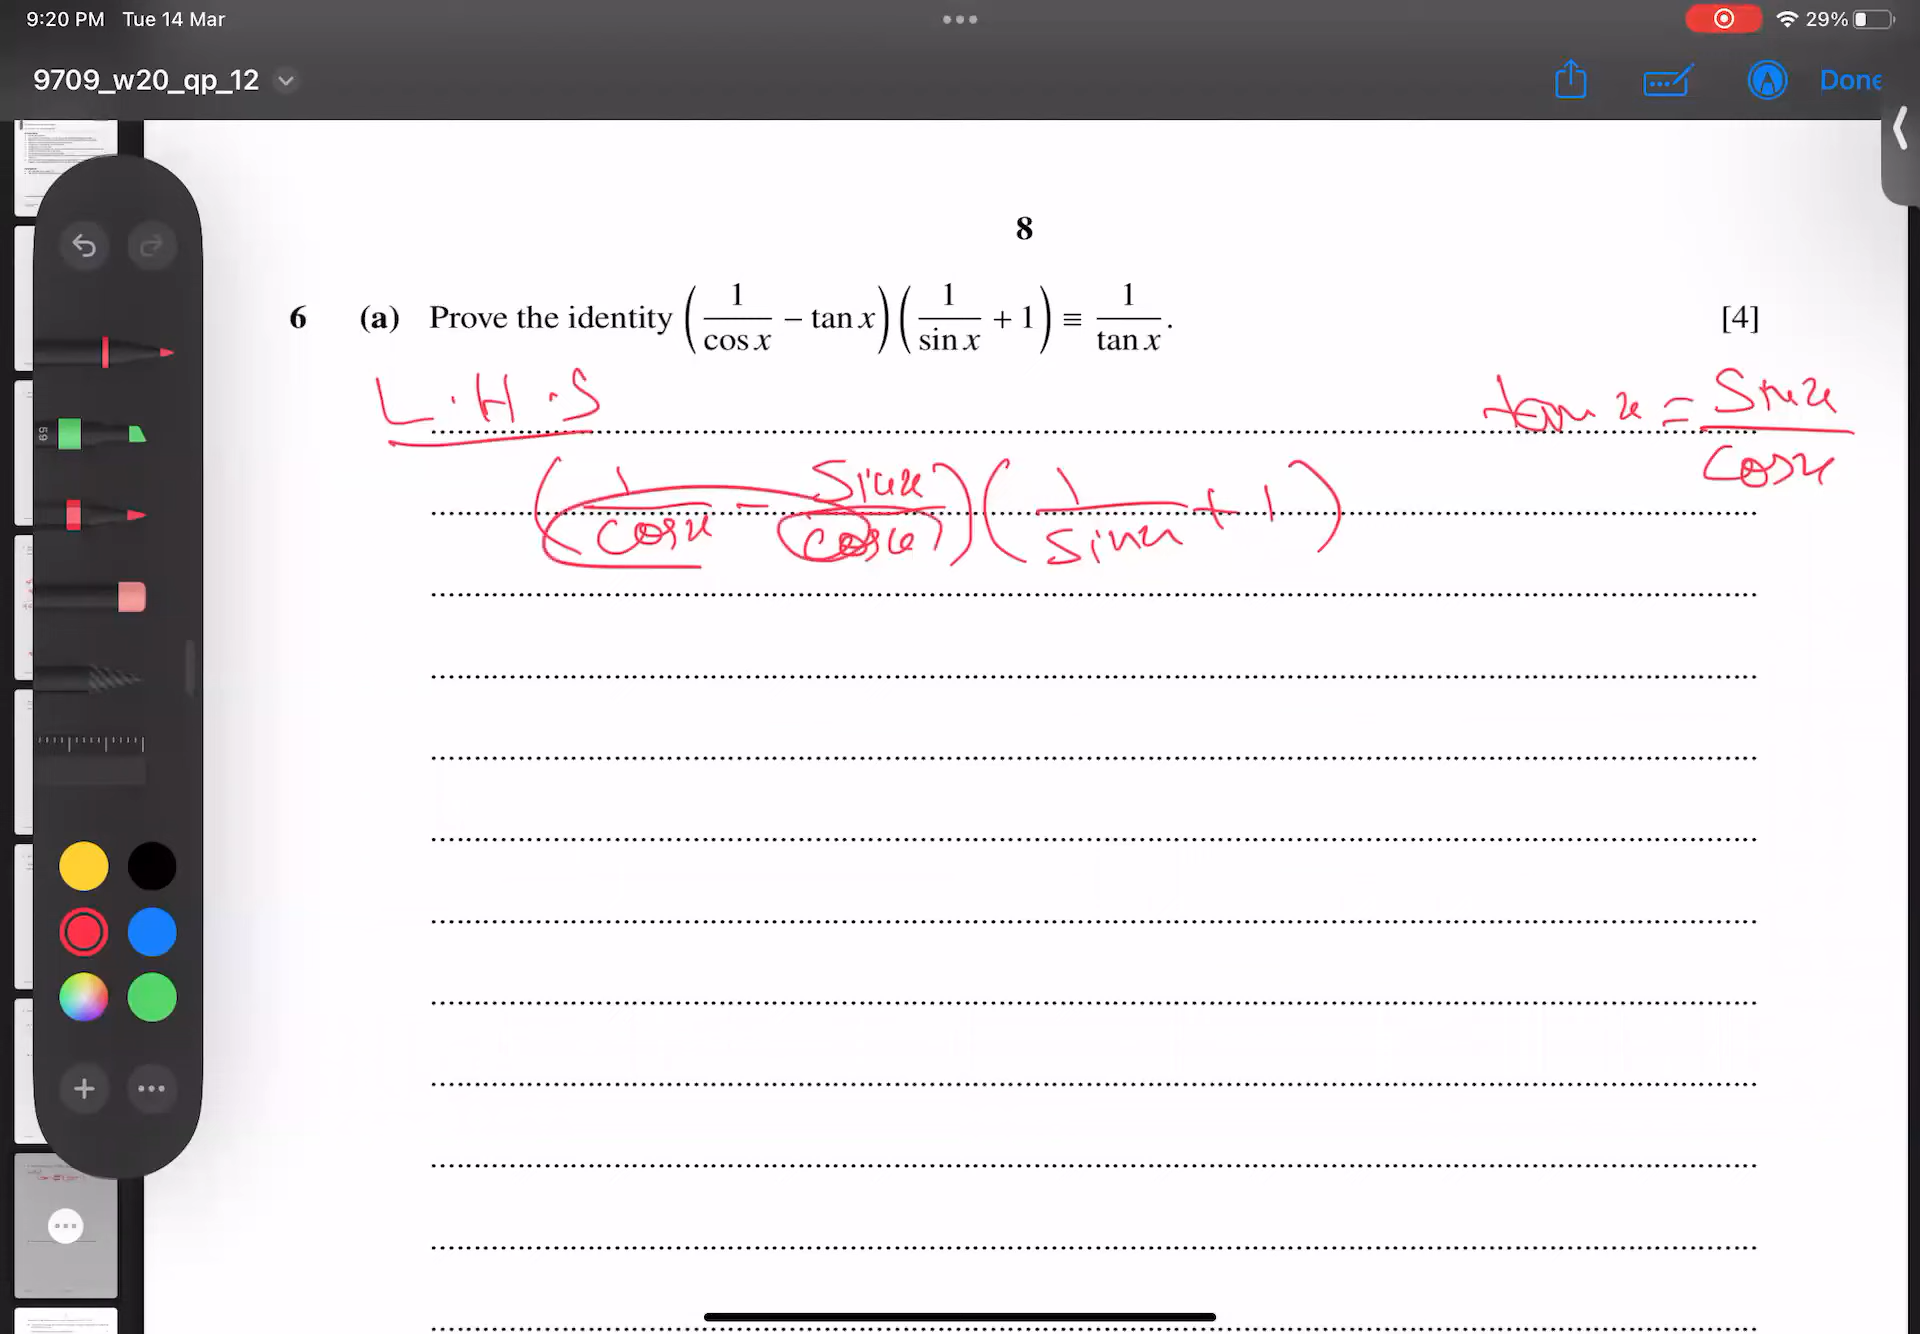 9:20 PM Tue 14 Mar
29%
9709_w20_qp_12
Done
8
6 (a) Prove the identity (1/cos x − tan x)(1/sin x + 1) ≡ 1/tan x. [4]
L.H.S
tan x = sin x/cos x
(1/cos x − sin x/cos x)(1/sin x + 1)
59